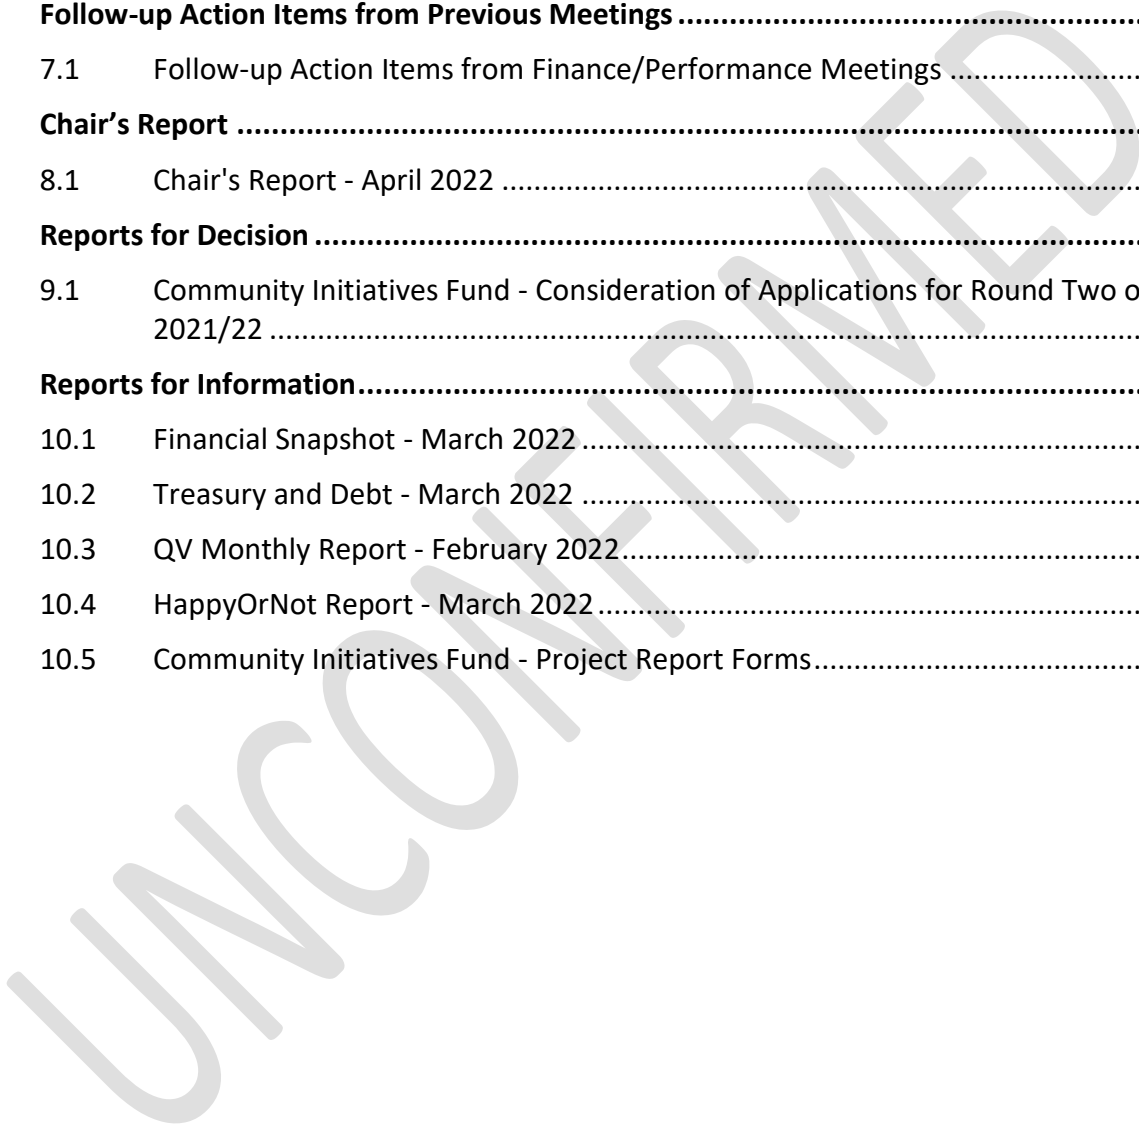 Follow-up Action Items from Previous Meetings ................................................................
7.1 Follow-up Action Items from Finance/Performance Meetings ..........................
Chair's Report ................................................................................................................
8.1 Chair's Report - April 2022 ................................................................................
Reports for Decision ......................................................................................................
9.1 Community Initiatives Fund - Consideration of Applications for Round Two o
2021/22 ..............................................................................................................
Reports for Information..................................................................................................
10.1 Financial Snapshot - March 2022 .......................................................................
10.2 Treasury and Debt - March 2022 .......................................................................
10.3 QV Monthly Report - February 2022..................................................................
10.4 HappyOrNot Report - March 2022 .....................................................................
10.5 Community Initiatives Fund - Project Report Forms..........................................
UNCONFIRMED